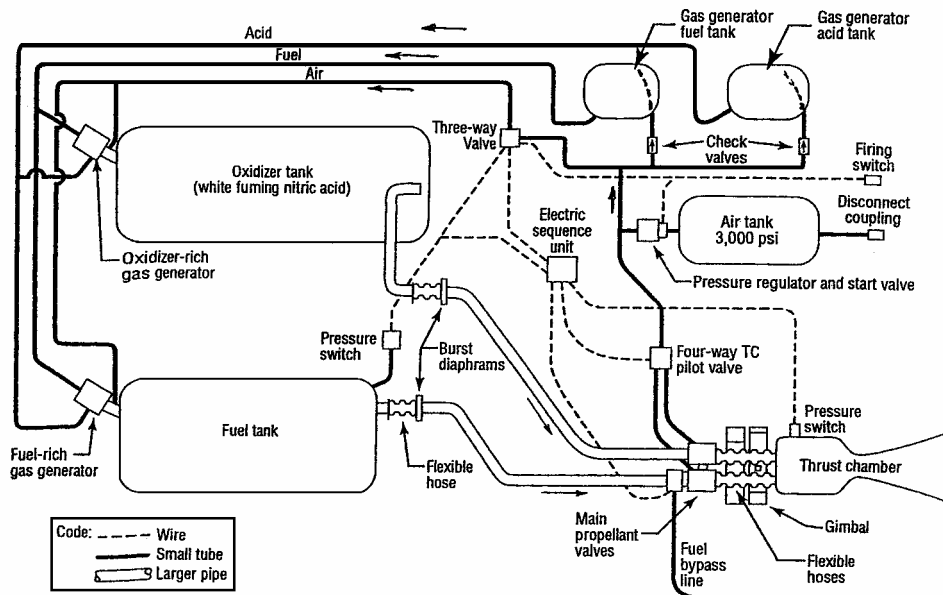 Acid
Fuel
Air
Gas generator
fuel tank
Gas generator
acid tank
Three-way
Valve
Check
valves
Firing
switch
Disconnect
coupling
Oxidizer tank
(white fuming nitric acid)
Electric
sequence
unit
Air tank
3,000 psi
Oxidizer-rich
gas generator
Pressure regulator and start valve
Pressure
switch
Burst
diaphrams
Four-way TC
pilot valve
Pressure
switch
Fuel tank
Fuel-rich
gas generator
Flexible
hose
Thrust chamber
Main
propellant
valves
Fuel
bypass
line
Flexible
hoses
Gimbal
Code:
Wire
Small tube
Larger pipe